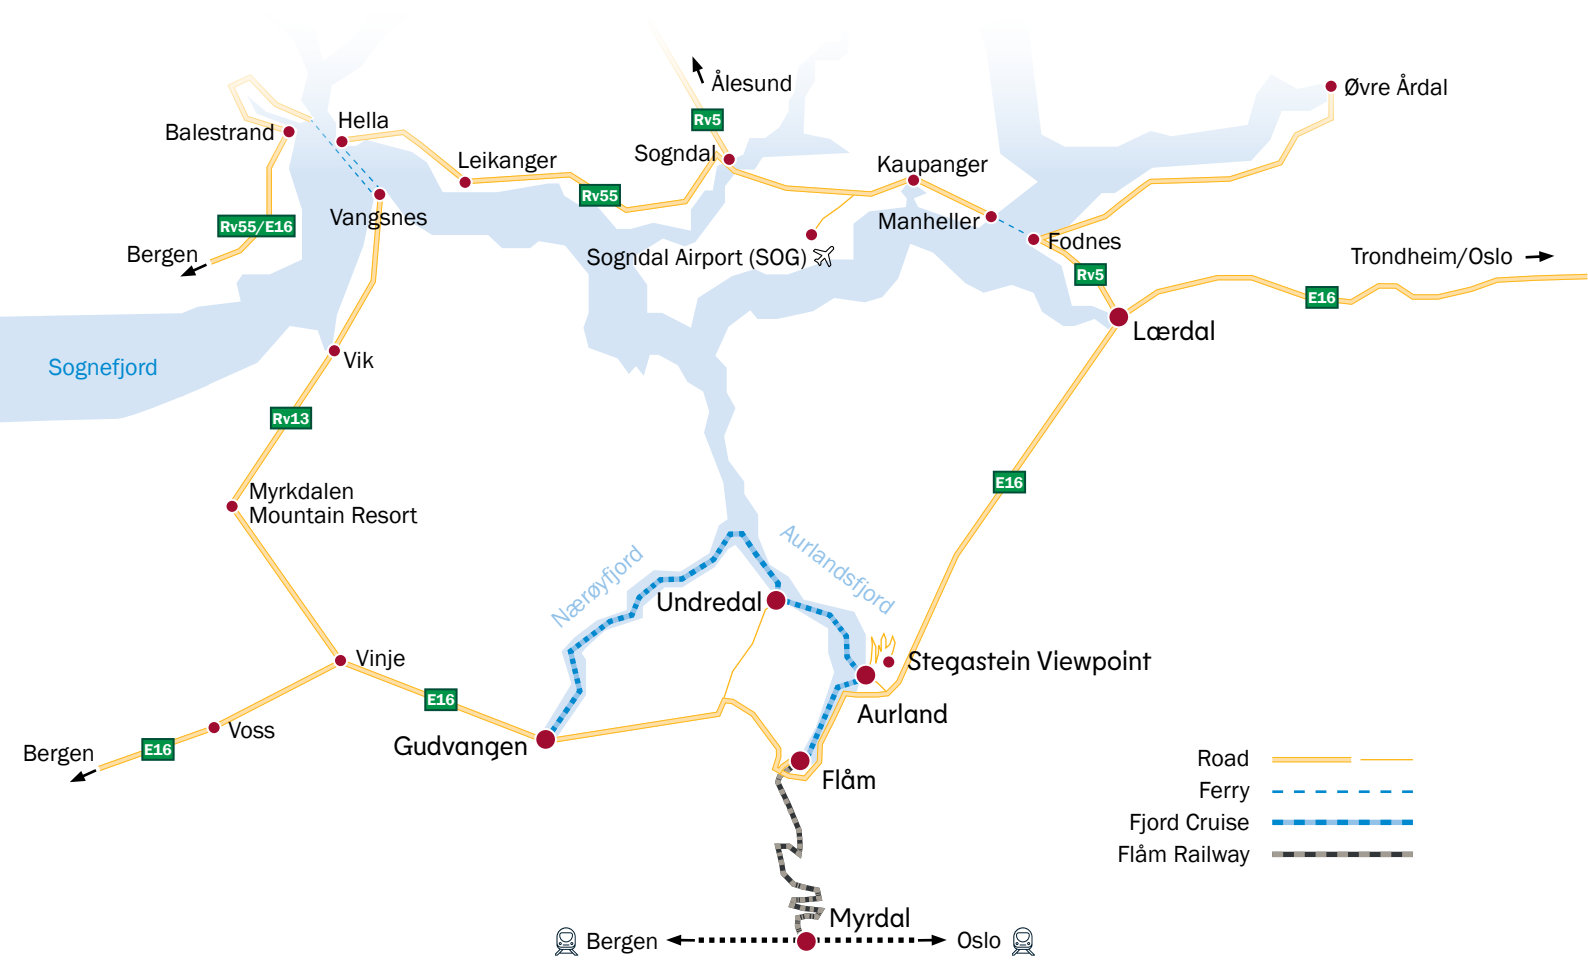 Ålesund
Øvre Årdal
Rv5
Hella
Balestrand
Leikanger
Sogndal
Kaupanger
Rv55
Vangsnes
Manheller
Rv55/E16
Fodnes
Bergen
Sogndal Airport (SOG)
Trondheim/Oslo
Rv5
E16
Lærdal
Vik
Sognefjord
Rv13
E16
Myrkdalen
Mountain Resort
Nærøyfjord
Aurlandsfjord
Undredal
Vinje
Stegastein Viewpoint
E16
Aurland
Voss
Gudvangen
E16
Bergen
Flåm
Road
Ferry
Fjord Cruise
Flåm Railway
Myrdal
Bergen
Oslo